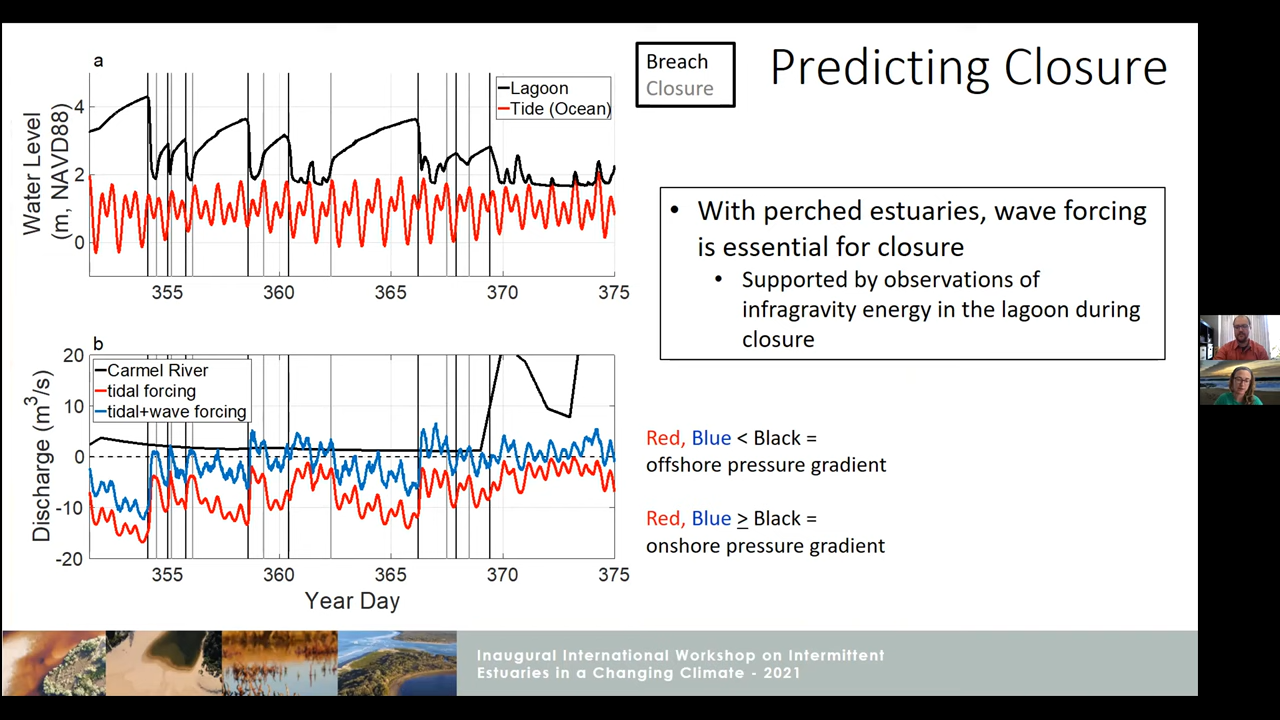 a
Breach
Closure
Predicting Closure
Water Level
(m, NAVD88)
4
2
0
Lagoon
Tide (Ocean)
355
360
365
370
375
• With perched estuaries, wave forcing
is essential for closure
• Supported by observations of
infragravity energy in the lagoon during
closure
b
Discharge (m³/s)
20
10
0
-10
-20
Carmel River
tidal forcing
tidal+wave forcing
355
360
365
370
375
Year Day
Red, Blue < Black =
offshore pressure gradient
Red, Blue ≥ Black =
onshore pressure gradient
Inaugural International Workshop on Intermittent
Estuaries in a Changing Climate - 2021